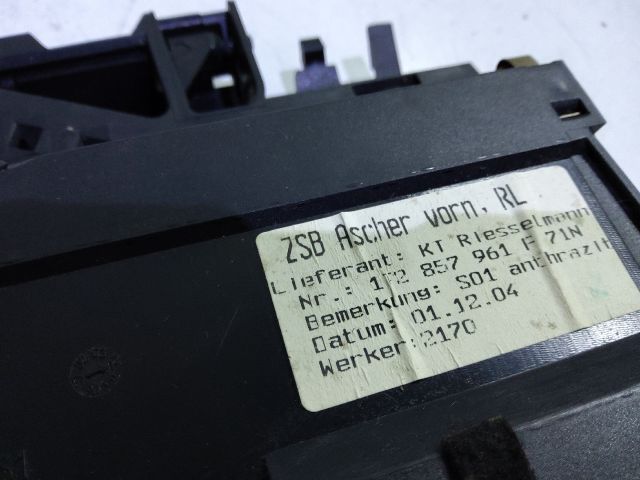 ZSB Ascher vorn, RL
Lieferant: KT Riesselmann
Nr.: 1T2 857 961 F 71N
Bemerkung: S01 anthrazit
Datum: 01.12.04
Werker:2170